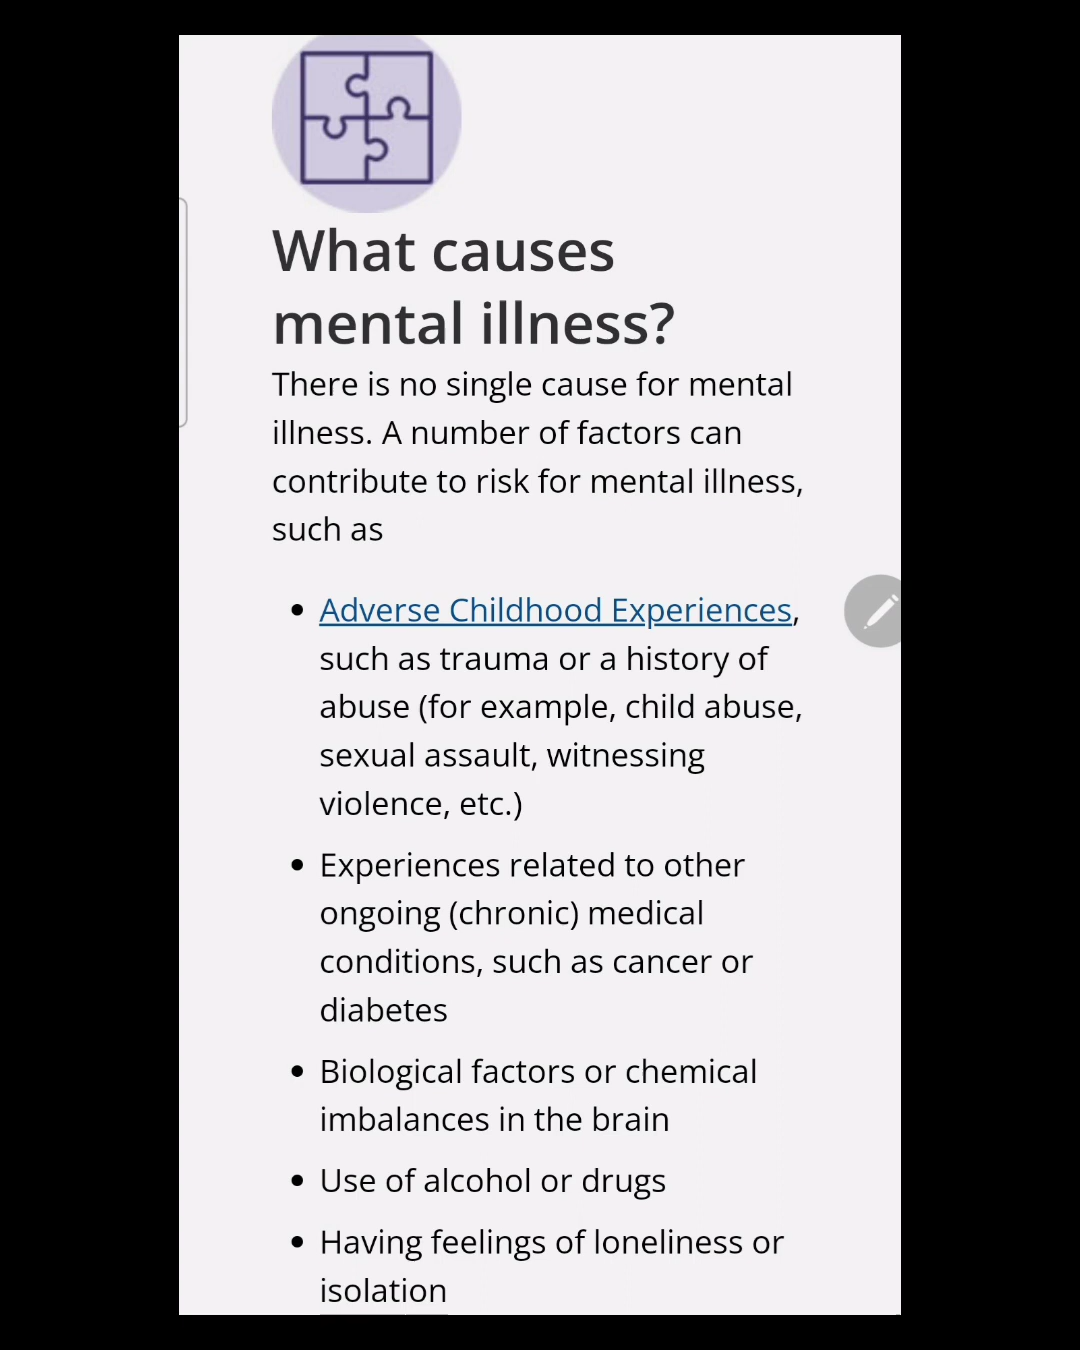 What causes
mental illness?
There is no single cause for mental
illness. A number of factors can
contribute to risk for mental illness,
such as
• Adverse Childhood Experiences,
such as trauma or a history of
abuse (for example, child abuse,
sexual assault, witnessing
violence, etc.)
• Experiences related to other
ongoing (chronic) medical
conditions, such as cancer or
diabetes
• Biological factors or chemical
imbalances in the brain
• Use of alcohol or drugs
• Having feelings of loneliness or
isolation